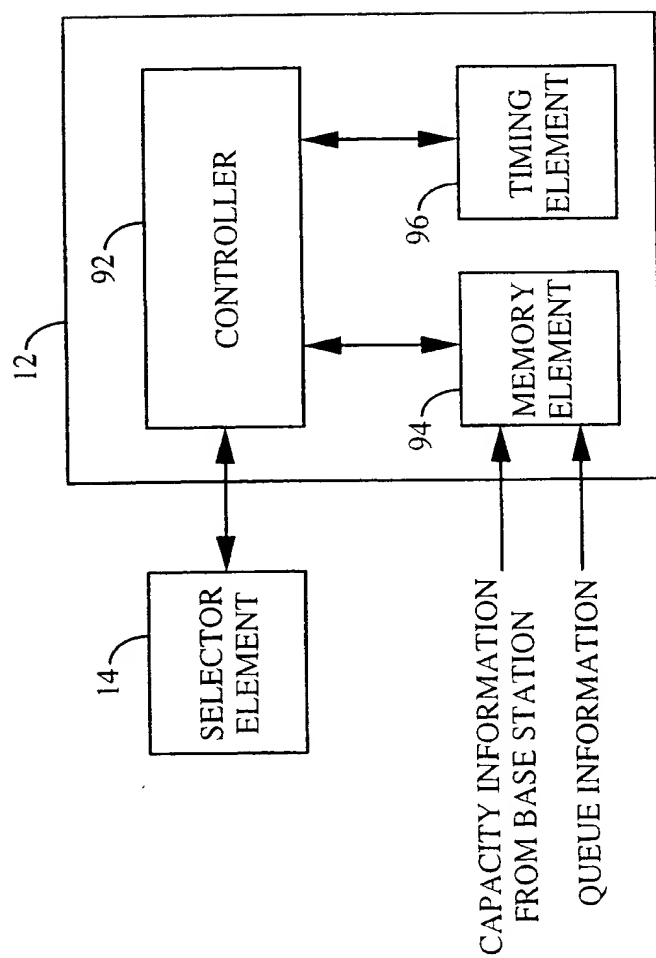 12
92
CONTROLLER
14
SELECTOR
ELEMENT
94
MEMORY
ELEMENT
96
TIMING
ELEMENT
CAPACITY INFORMATION
FROM BASE STATION
QUEUE INFORMATION